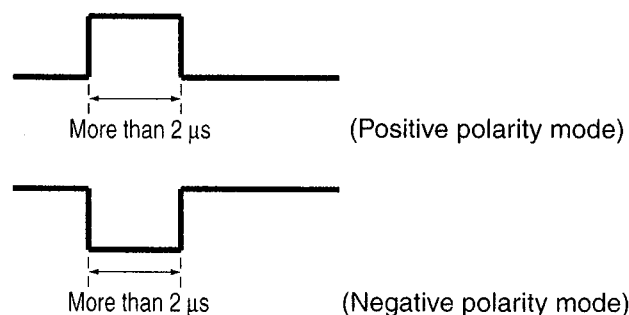 More than 2 μs (Positive polarity mode)
More than 2 μs (Negative polarity mode)